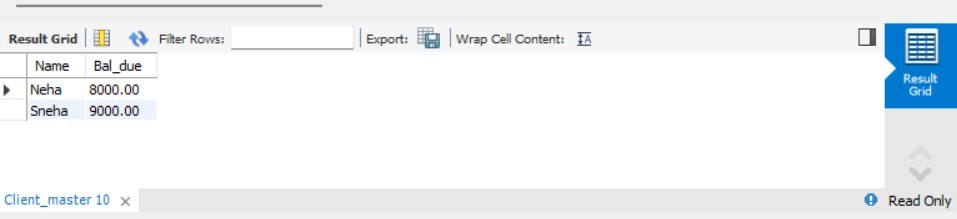 Result Grid Filter Rows: Export: Wrap Cell Content: IA
Result
Grid
Name Bal_due
Neha 8000.00
Sneha 9000.00
Client_master 10 × Read Only